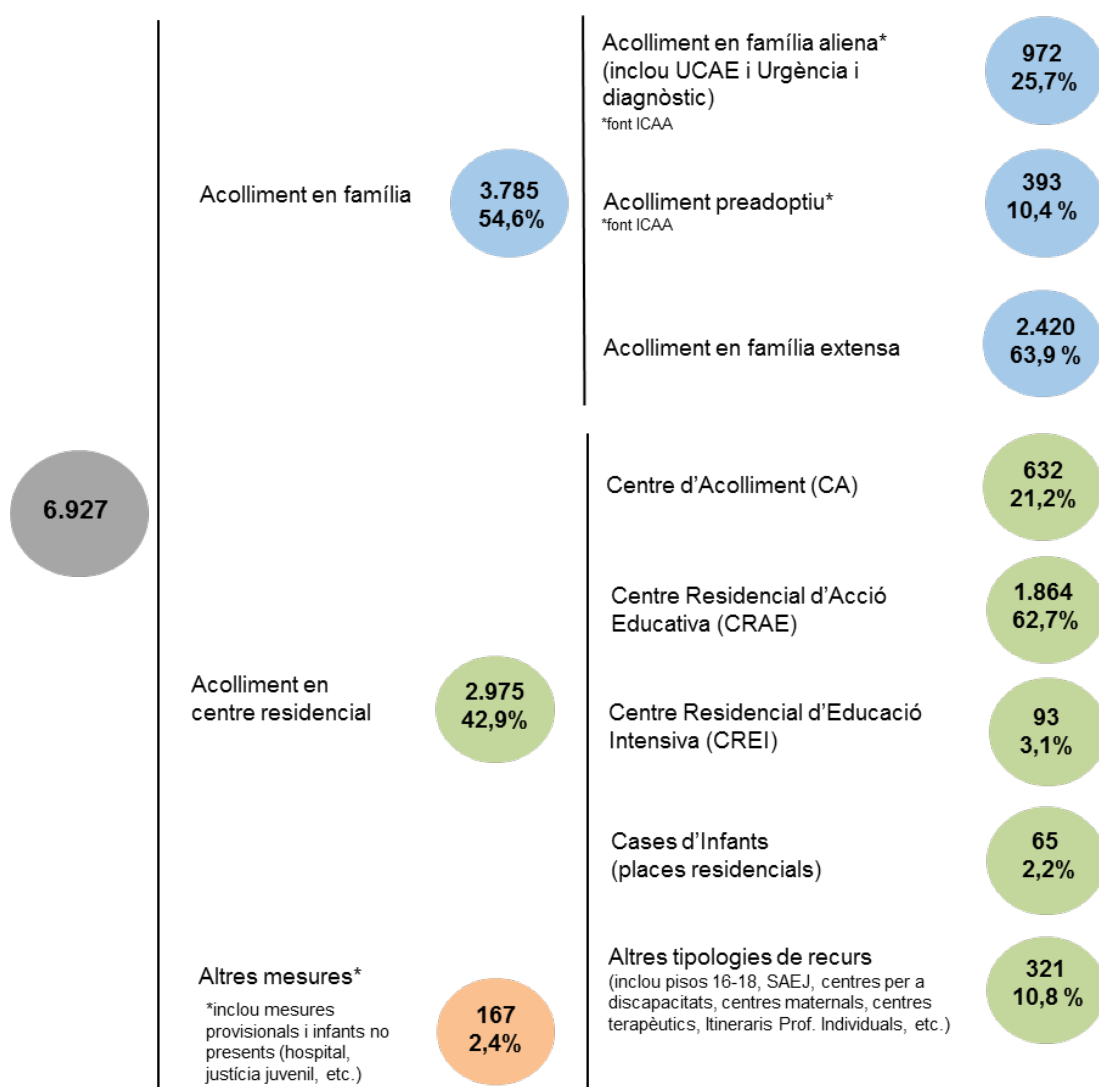 6.927
Acolliment en família
3.785
54,6%
Acolliment en família aliena*
(inclou UCAE i Urgència i
diagnòstic)
*font ICAA
972
25,7%
Acolliment preadoptiu*
*font ICAA
393
10,4 %
Acolliment en família extensa
2.420
63,9 %
Acolliment en
centre residencial
2.975
42,9%
Centre d'Acolliment (CA)
632
21,2%
Centre Residencial d'Acció
Educativa (CRAE)
1.864
62,7%
Centre Residencial d'Educació
Intensiva (CREI)
93
3,1%
Cases d'Infants
(places residencials)
65
2,2%
Altres tipologies de recurs
(inclou pisos 16-18, SAEJ, centres per a
discapacitats, centres maternals, centres
terapèutics, Itineraris Prof. Individuals, etc.)
321
10,8 %
Altres mesures*
*inclou mesures
provisionals i infants no
presents (hospital,
justícia juvenil, etc.)
167
2,4%